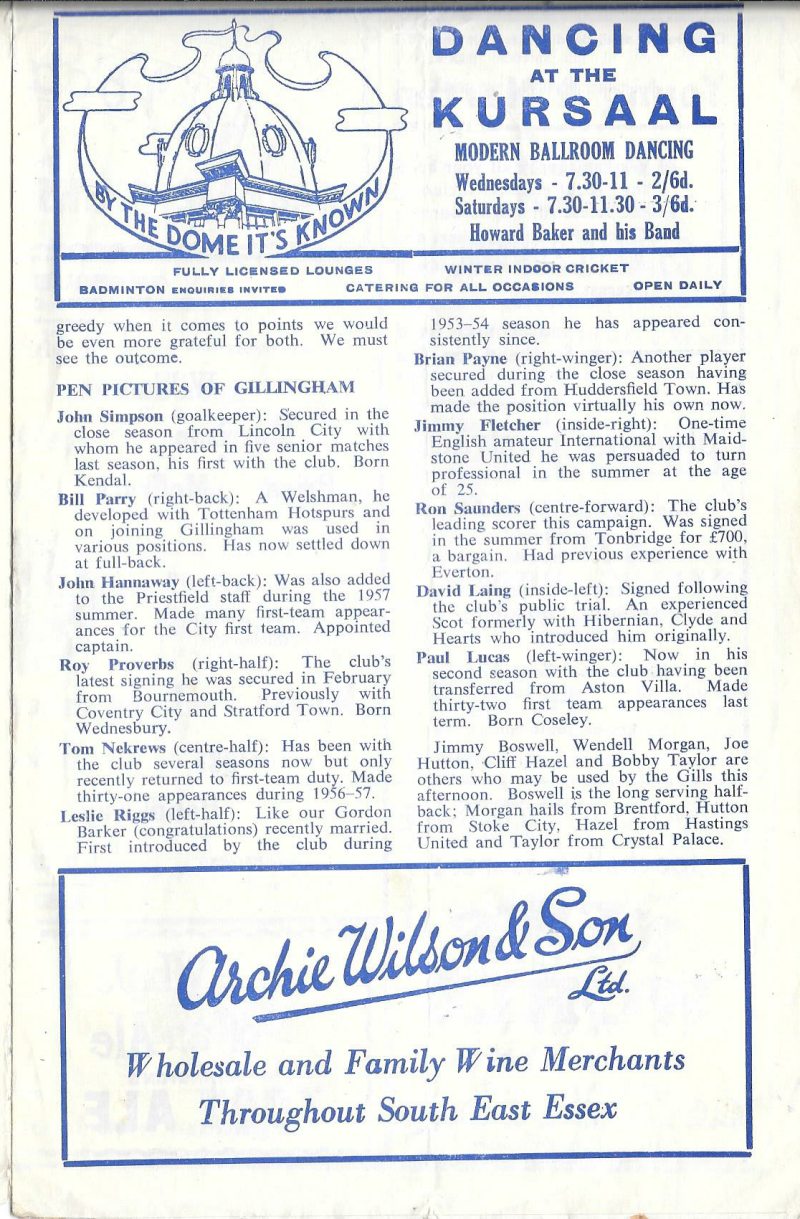 BY THE DOME IT'S KNOWN
DANCING
AT THE
KURSAAL
MODERN BALLROOM DANCING
Wednesdays - 7.30-11 - 2/6d.
Saturdays - 7.30-11.30 - 3/6d.
Howard Baker and his Band
FULLY LICENSED LOUNGES WINTER INDOOR CRICKET
BADMINTON ENQUIRIES INVITED CATERING FOR ALL OCCASIONS OPEN DAILY
greedy when it comes to points we would
be even more grateful for both. We must
see the outcome.
PEN PICTURES OF GILLINGHAM
John Simpson (goalkeeper): Secured in the
close season from Lincoln City with
whom he appeared in five senior matches
last season, his first with the club. Born
Kendal.
Bill Parry (right-back): A Welshman, he
developed with Tottenham Hotspurs and
on joining Gillingham was used in
various positions. Has now settled down
at full-back.
John Hannaway (left-back): Was also added
to the Priestfield staff during the 1957
summer. Made many first-team appear-
ances for the City first team. Appointed
captain.
Roy Proverbs (right-half): The club's
latest signing he was secured in February
from Bournemouth. Previously with
Coventry City and Stratford Town. Born
Wednesbury.
Tom Nekrews (centre-half): Has been with
the club several seasons now but only
recently returned to first-team duty. Made
thirty-one appearances during 1956-57.
Leslie Riggs (left-half): Like our Gordon
Barker (congratulations) recently married.
First introduced by the club during
1953-54 season he has appeared con-
sistently since.
Brian Payne (right-winger): Another player
secured during the close season having
been added from Huddersfield Town. Has
made the position virtually his own now.
Jimmy Fletcher (inside-right): One-time
English amateur International with Maid-
stone United he was persuaded to turn
professional in the summer at the age
of 25.
Ron Saunders (centre-forward): The club's
leading scorer this campaign. Was signed
in the summer from Tonbridge for £700,
a bargain. Had previous experience with
Everton.
David Laing (inside-left): Signed following
the club's public trial. An experienced
Scot formerly with Hibernian, Clyde and
Hearts who introduced him originally.
Paul Lucas (left-winger): Now in his
second season with the club having been
transferred from Aston Villa. Made
thirty-two first team appearances last
term. Born Coseley.
Jimmy Boswell, Wendell Morgan, Joe
Hutton, Cliff Hazel and Bobby Taylor are
others who may be used by the Gills this
afternoon. Boswell is the long serving half-
back; Morgan hails from Brentford, Hutton
from Stoke City, Hazel from Hastings
United and Taylor from Crystal Palace.
Archie Wilson & Son
Ltd.
Wholesale and Family Wine Merchants
Throughout South East Essex